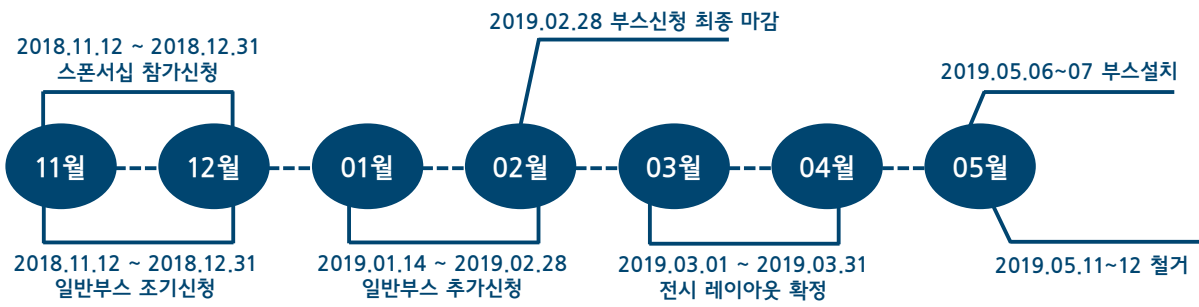 2019.02.28 부스신청 최종 마감
2018.11.12 ~ 2018.12.31
스폰서십 참가신청
2019.05.06~07 부스설치
11월
12월
01월
02월
03월
04월
05월
2018.11.12 ~ 2018.12.31
일반부스 조기신청
2019.01.14 ~ 2019.02.28
일반부스 추가신청
2019.03.01 ~ 2019.03.31
전시 레이아웃 확정
2019.05.11~12 철거